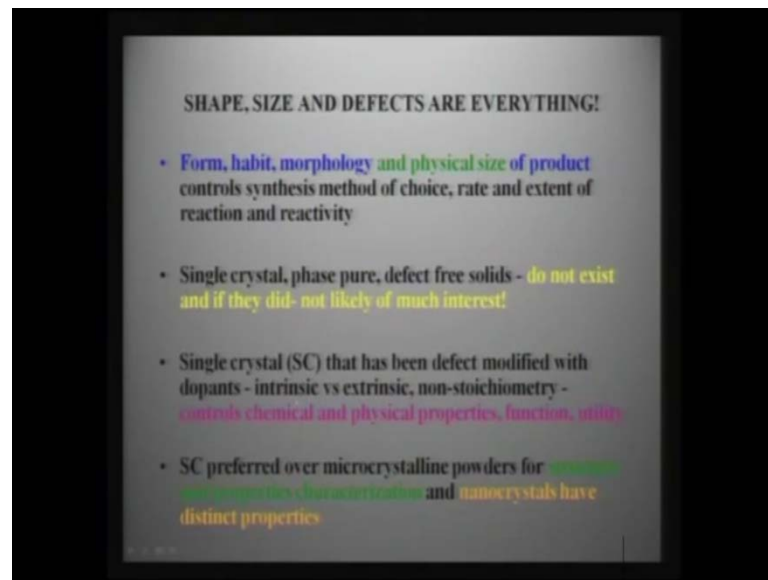 SHAPE, SIZE AND DEFECTS ARE EVERYTHING!
• Form, habit, morphology and physical size of product
controls synthesis method of choice, rate and extent of
reaction and reactivity
• Single crystal, phase pure, defect free solids - do not exist
and if they did- not likely of much interest!
• Single crystal (SC) that has been defect modified with
dopants - intrinsic vs extrinsic, non-stoichiometry -
controls chemical and physical properties, function, utility
• SC preferred over microcrystalline powders for
and properties characterization and nanocrystals have
distinct properties